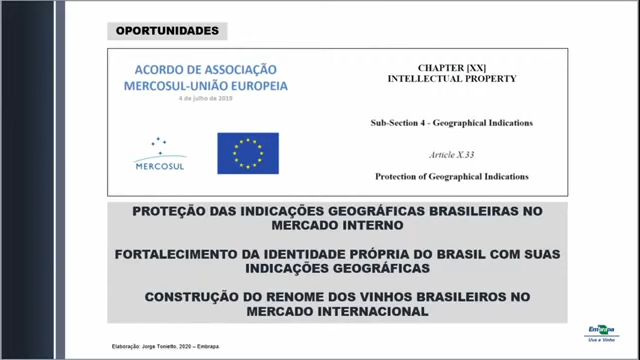 OPORTUNIDADES
ACORDO DE ASSOCIAÇÃO
MERCOSUL-UNIÃO EUROPEIA
4 de julho de 2019
MERCOSUL
CHAPTER [XX]
INTELLECTUAL PROPERTY
Sub-Section 4 - Geographical Indications
Article X.33
Protection of Geographical Indications
PROTEÇÃO DAS INDICAÇÕES GEOGRÁFICAS BRASILEIRAS NO
MERCADO INTERNO
FORTALECIMENTO DA IDENTIDADE PRÓPRIA DO BRASIL COM SUAS
INDICAÇÕES GEOGRÁFICAS
CONSTRUÇÃO DO RENOME DOS VINHOS BRASILEIROS NO
MERCADO INTERNACIONAL
Embrapa
Uva e Vinho
Elaboração: Jorge Tonietto, 2020 – Embrapa.